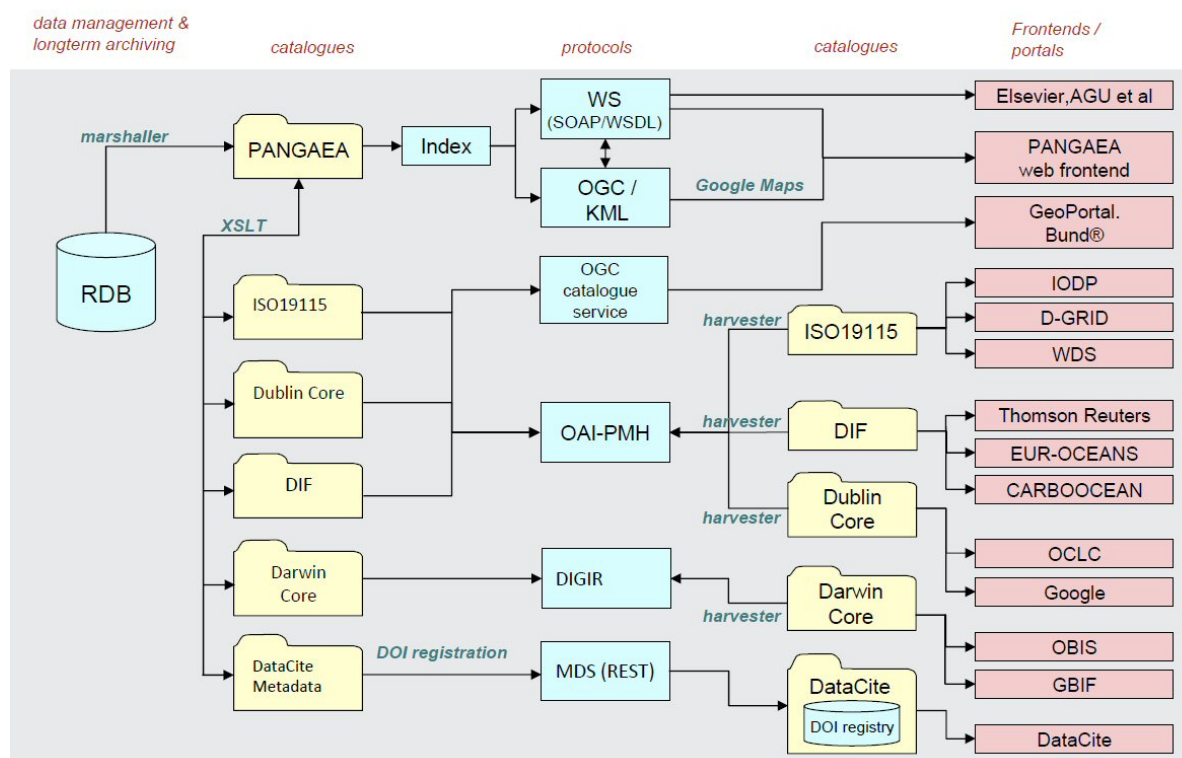 data management &
longterm archiving
catalogues
protocols
catalogues
Frontends /
portals
marshaller
PANGAEA
Index
WS
(SOAP/WSDL)
OGC /
KML
Google Maps
Elsevier,AGU et al
PANGAEA
web frontend
GeoPortal.
Bund®
XSLT
RDB
ISO19115
OGC
catalogue
service
harvester
ISO19115
IODP
D-GRID
WDS
Dublin Core
OAI-PMH
harvester
DIF
Thomson Reuters
EUR-OCEANS
CARBOOCEAN
DIF
harvester
Dublin
Core
OCLC
Google
Darwin
Core
DIGIR
harvester
Darwin
Core
OBIS
GBIF
DataCite
Metadata
DOI registration
MDS (REST)
DataCite
DOI registry
DataCite